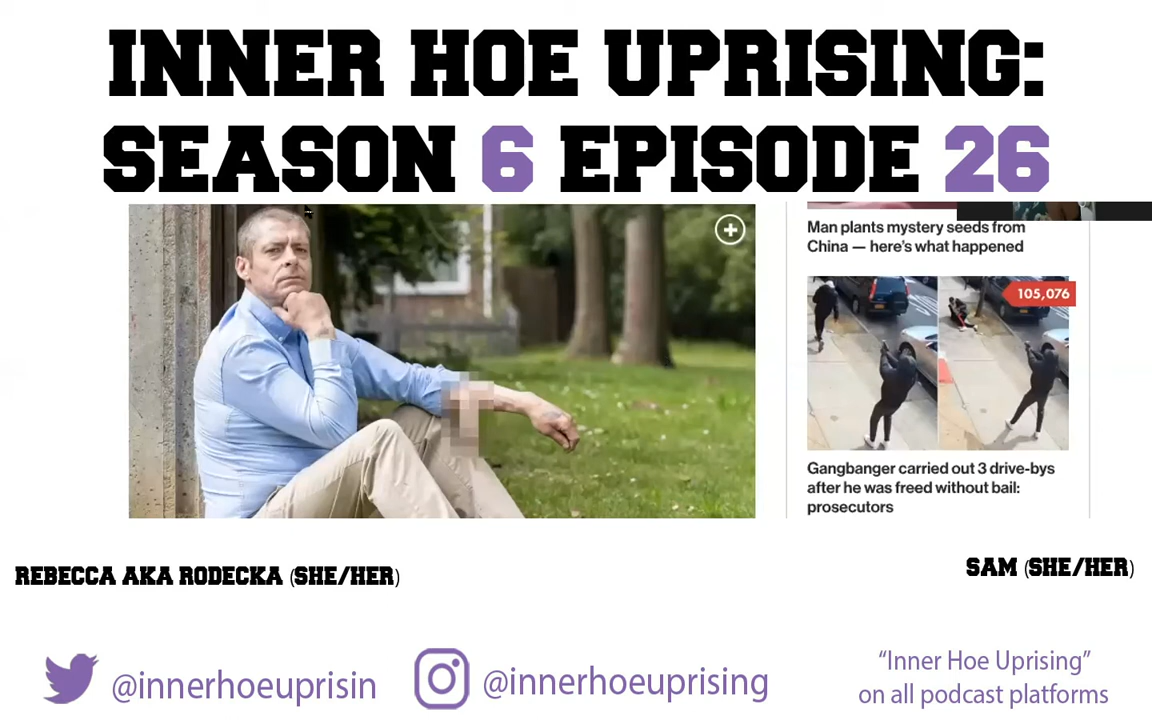 INNER HOE UPRISING:
SEASON 6 EPISODE 26
Man plants mystery seeds from
China — here's what happened
105,076
Gangbanger carried out 3 drive-bys
after he was freed without bail:
prosecutors
REBECCA AKA RODECKA (SHE/HER)
SAM (SHE/HER)
@innerhoeuprisin
@innerhoeuprising
“Inner Hoe Uprising”
on all podcast platforms